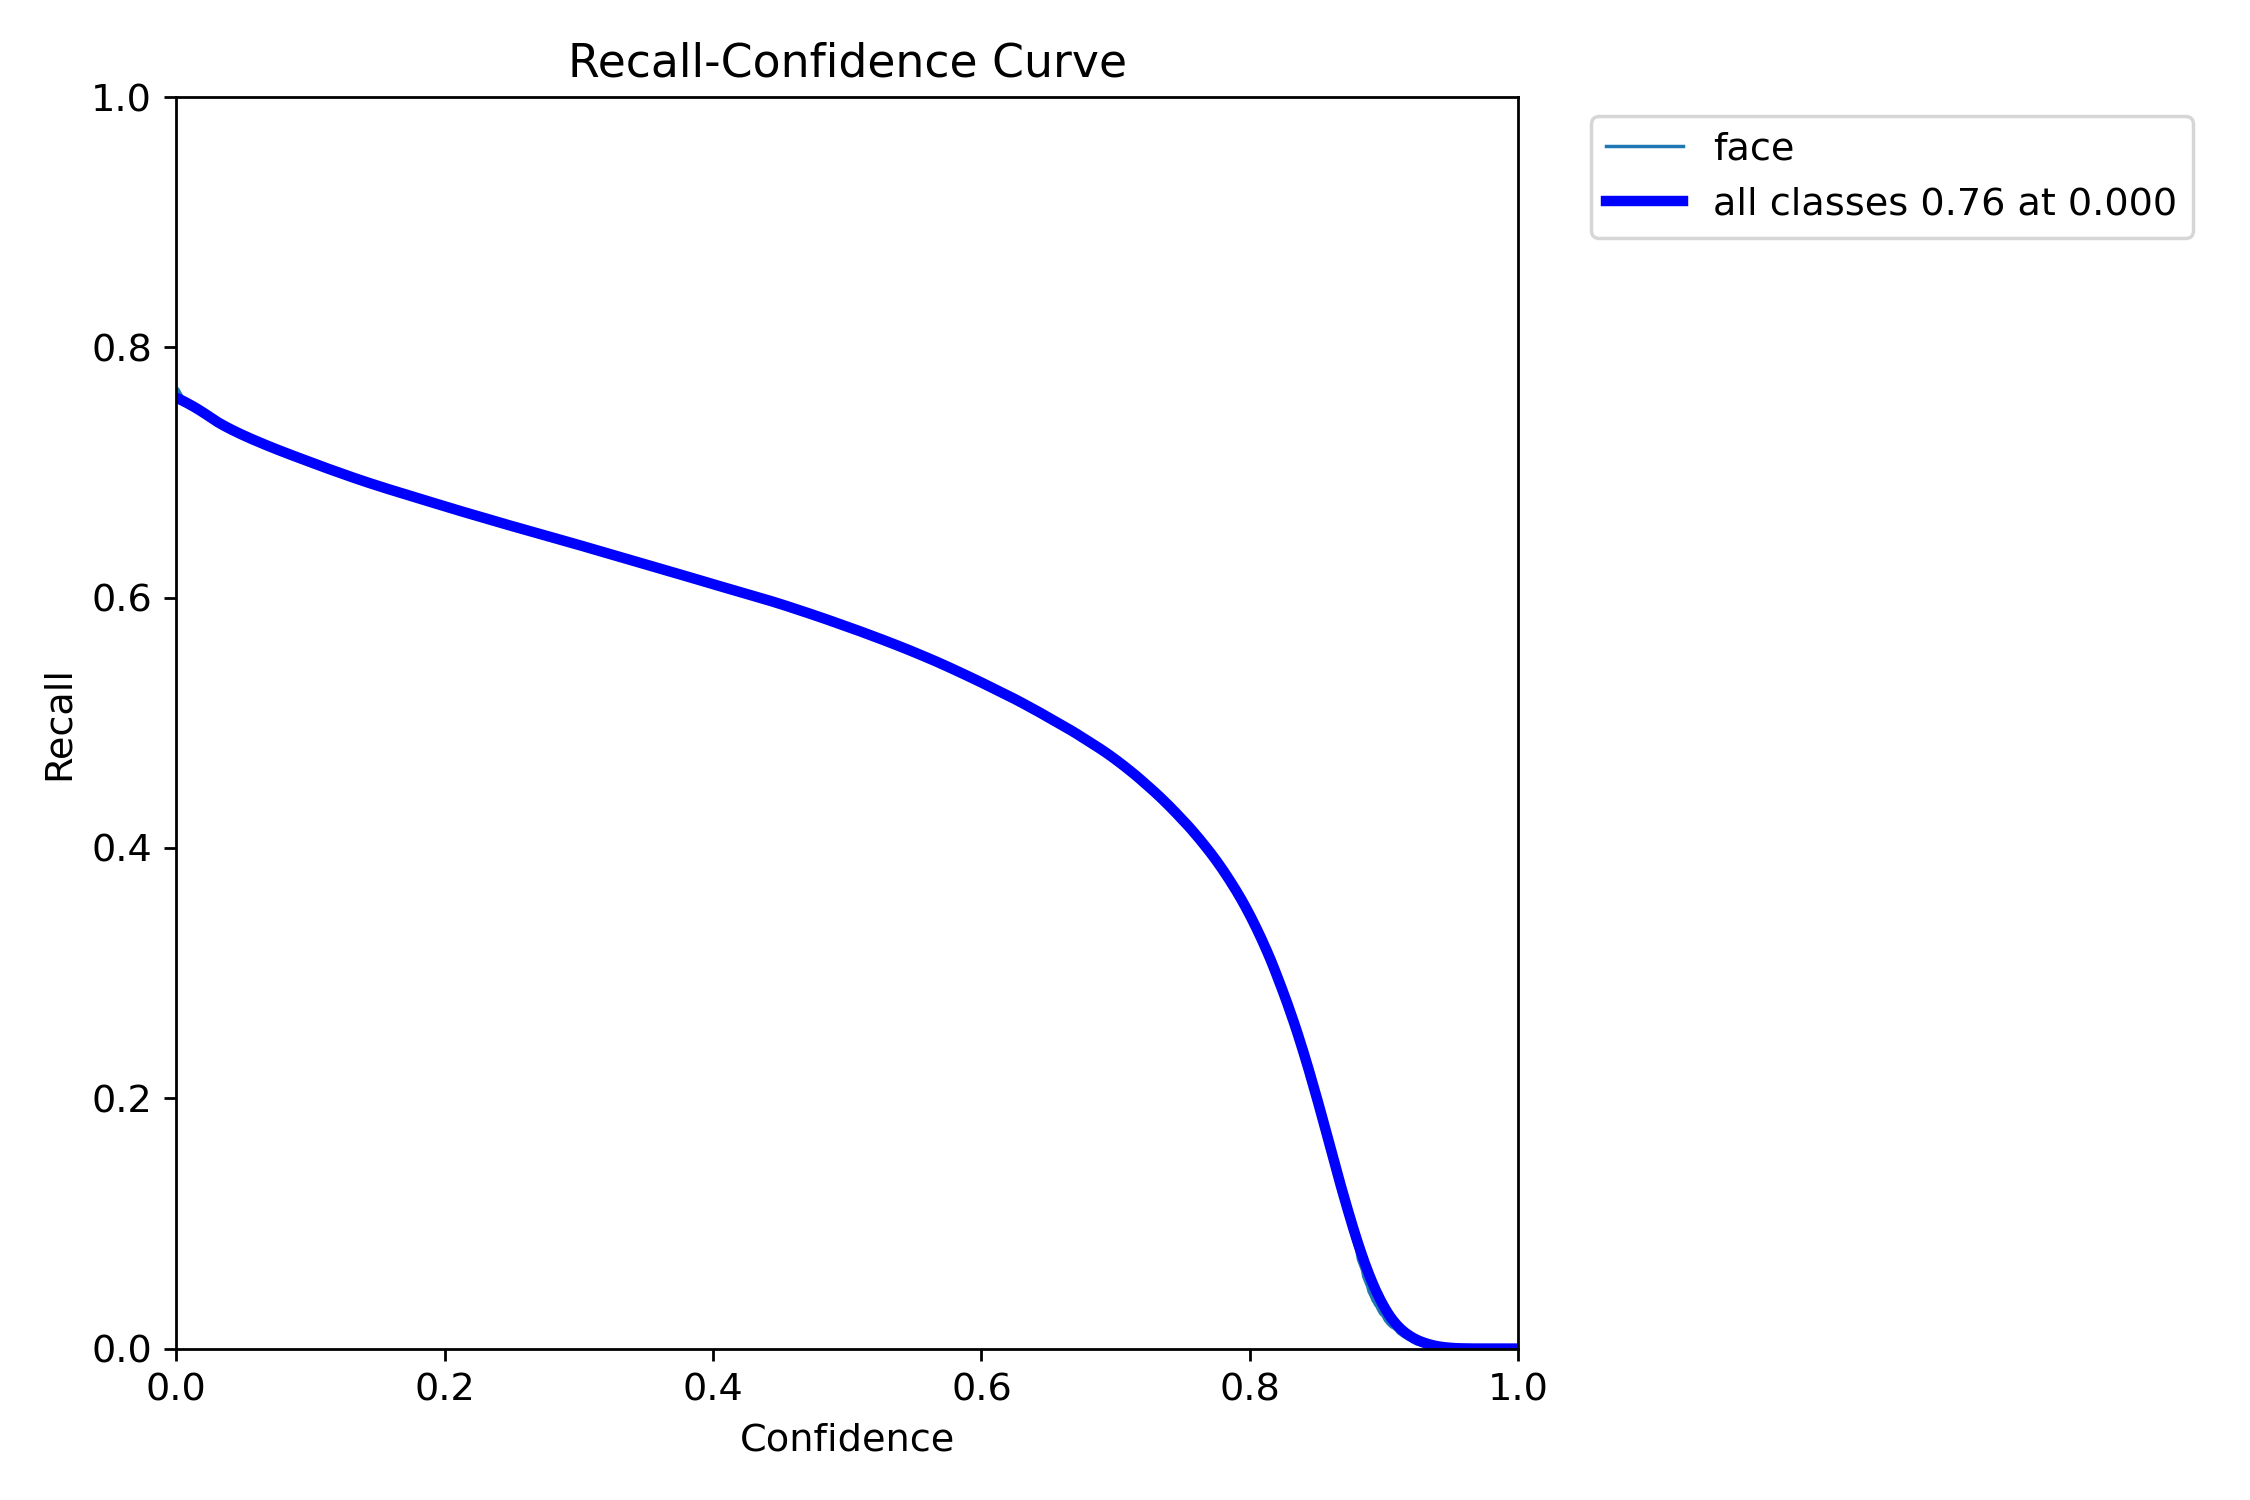 Recall-Confidence Curve
1.0
0.8
0.6
0.4
0.2
0.0
Recall
0.0 0.2 0.4 0.6 0.8 1.0
Confidence
face
all classes 0.76 at 0.000